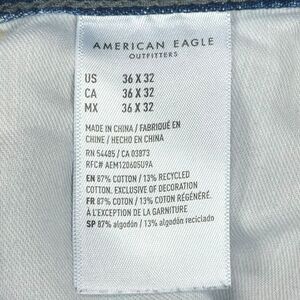 AMERICAN EAGLE
OUTFITTERS
US 36 X 32
CA 36 X 32
MX 36 X 32
MADE IN CHINA / FABRIQUÉ EN
CHINE / HECHO EN CHINA
RN 54485 / CA 03873
RFC# AEM120605U9A
EN 87% COTTON / 13% RECYCLED
COTTON. EXCLUSIVE OF DECORATION
FR 87% COTON / 13% COTON RÉGÉNÉRÉ.
À L'EXCEPTION DE LA GARNITURE
SP 87% algodón / 13% algodón reciclado